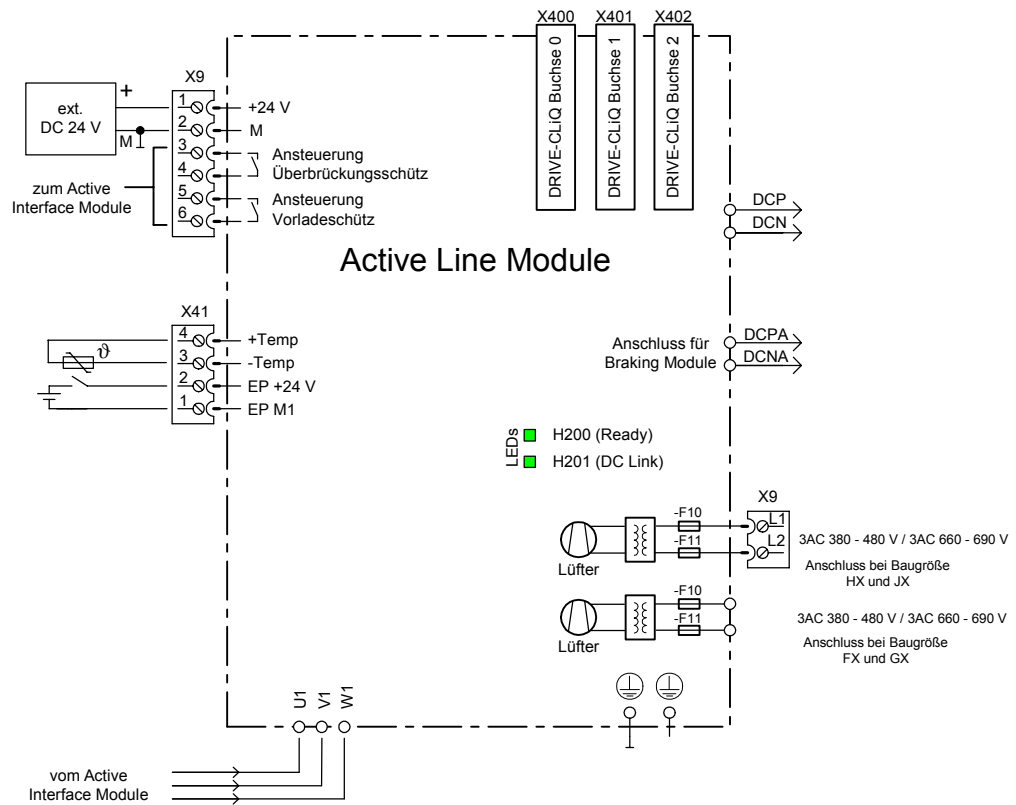 X400
X401
X402
DRIVE-CLiQ Buchse 0
DRIVE-CLiQ Buchse 1
DRIVE-CLiQ Buchse 2
X9
ext.
DC 24 V
+
M
1
2
3
4
5
6
+24 V
M
Ansteuerung
Überbrückungsschütz
Ansteuerung
Vorladeschütz
zum Active
Interface Module
DCP
DCN
Active Line Module
X41
4
3
2
1
ϑ
+Temp
-Temp
EP +24 V
EP M1
Anschluss für
Braking Module
DCPA
DCNA
LEDs
H200 (Ready)
H201 (DC Link)
X9
L1
L2
-F10
-F11
Lüfter
3AC 380 - 480 V / 3AC 660 - 690 V
Anschluss bei Baugröße
HX und JX
-F10
-F11
Lüfter
3AC 380 - 480 V / 3AC 660 - 690 V
Anschluss bei Baugröße
FX und GX
U1
V1
W1
vom Active
Interface Module